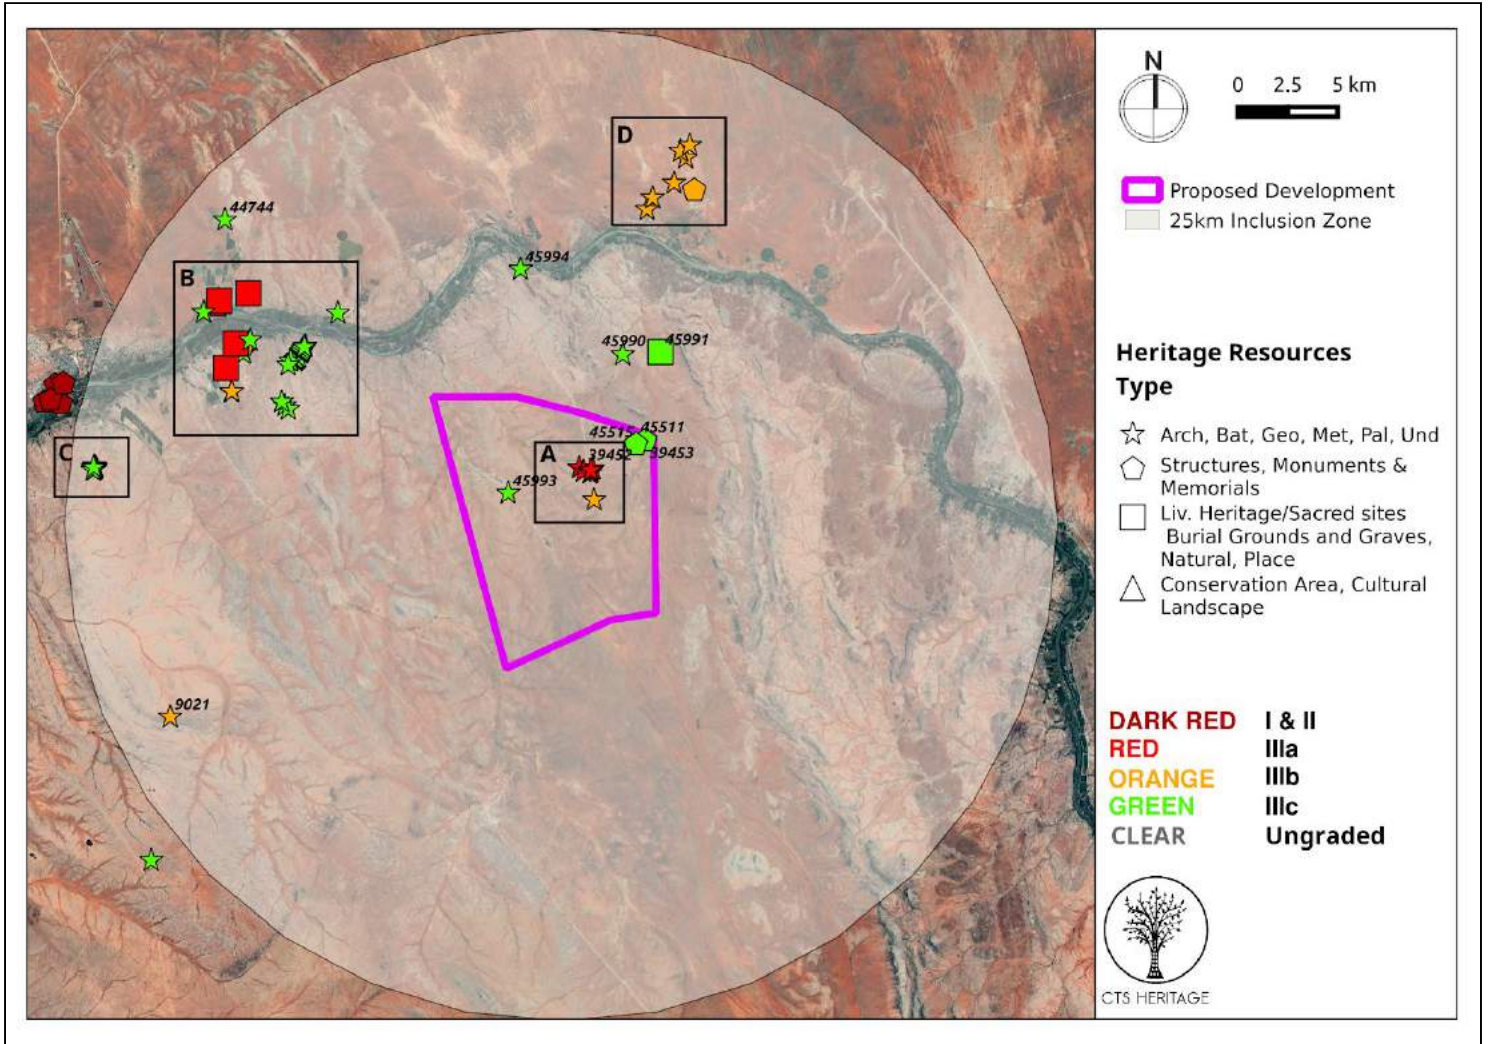 D
44744
45994
B
45990
45991
C
45515
45511
A
39452
39453
45993
9021
N
0 2.5 5 km
Proposed Development
25km Inclusion Zone
Heritage Resources
Type
Arch, Bat, Geo, Met, Pal, Und
Structures, Monuments &
Memorials
Liv. Heritage/Sacred sites
Burial Grounds and Graves,
Natural, Place
Conservation Area, Cultural
Landscape
DARK RED I & II
RED IIIa
ORANGE IIIb
GREEN IIIc
CLEAR Ungraded
CTS HERITAGE